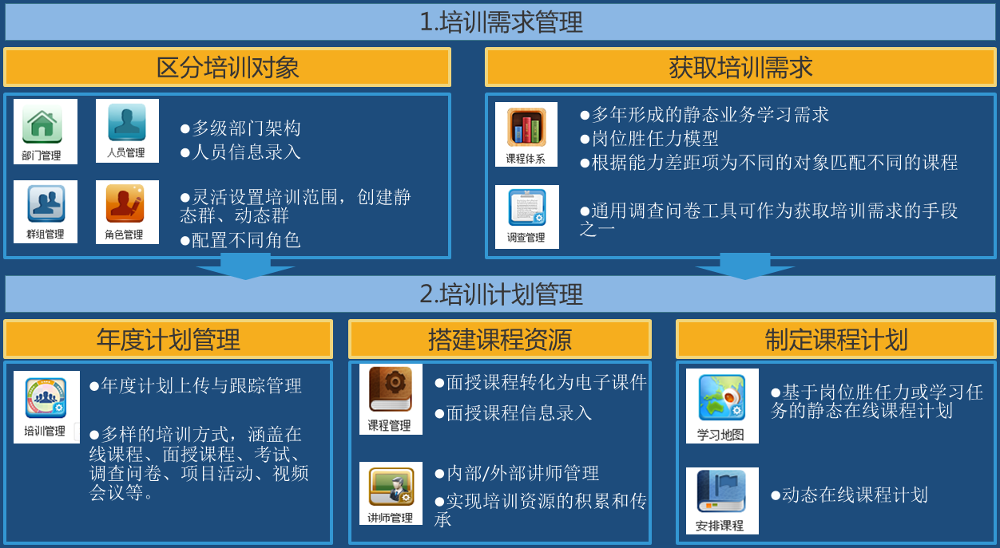 1.培训需求管理
区分培训对象
部门管理
人员管理
●多级部门架构
●人员信息录入
群组管理
角色管理
●灵活设置培训范围，创建静
态群、动态群
●配置不同角色
获取培训需求
课程体系
●多年形成的静态业务学习需求
●岗位胜任力模型
●根据能力差距项为不同的对象匹配不同的课程
调查管理
●通用调查问卷工具可作为获取培训需求的手段
之一
2.培训计划管理
年度计划管理
培训管理
●年度计划上传与跟踪管理
●多样的培训方式，涵盖在
线课程、面授课程、考试、
调查问卷、项目活动、视频
会议等。
搭建课程资源
课程管理
●面授课程转化为电子课件
●面授课程信息录入
讲师管理
●内部/外部讲师管理
●实现培训资源的积累和传
承
制定课程计划
学习地图
●基于岗位胜任力或学习任
务的静态在线课程计划
安排课程
●动态在线课程计划